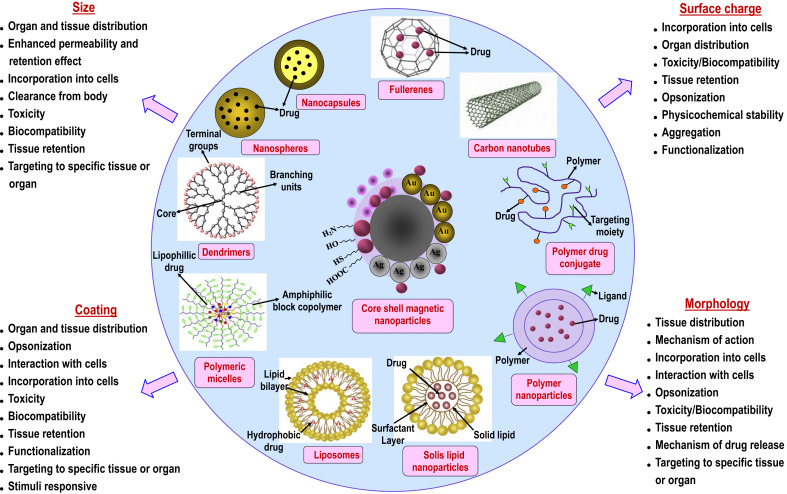 Size
Organ and tissue distribution
Enhanced permeability and
retention effect
Incorporation into cells
Clearance from body
Toxicity
Biocompatibility
Tissue retention
Targeting to specific tissue or
organ
Surface charge
Incorporation into cells
Organ distribution
Toxicity/Biocompatibility
Tissue retention
Opsonization
Physicochemical stability
Aggregation
Functionalization
Coating
Organ and tissue distribution
Opsonization
Interaction with cells
Incorporation into cells
Toxicity
Biocompatibility
Tissue retention
Functionalization
Targeting to specific tissue or organ
Stimuli responsive
Morphology
Tissue distribution
Mechanism of action
Incorporation into cells
Interaction with cells
Opsonization
Toxicity/Biocompatibility
Tissue retention
Mechanism of drug release
Targeting to specific tissue
or organ
Drug
Fullerenes
Nanocapsules
Drug
Nanospheres
Carbon nanotubes
Terminal
groups
Branching
units
Core
Dendrimers
Polymer
Drug
Targeting
moiety
Polymer drug
conjugate
Au
Au
Au
Au
H2N
HO
HS
HOOC
Ag
Ag
Ag
Ag
Core shell magnetic
nanoparticles
Lipophillic
drug
Amphiphilic
block copolymer
Polymeric
micelles
Ligand
Drug
Polymer
Polymer
nanoparticles
Lipid
bilayer
Hydrophobic
drug
Liposomes
Drug
Surfactant
Layer
Solid lipid
Solis lipid
nanoparticles